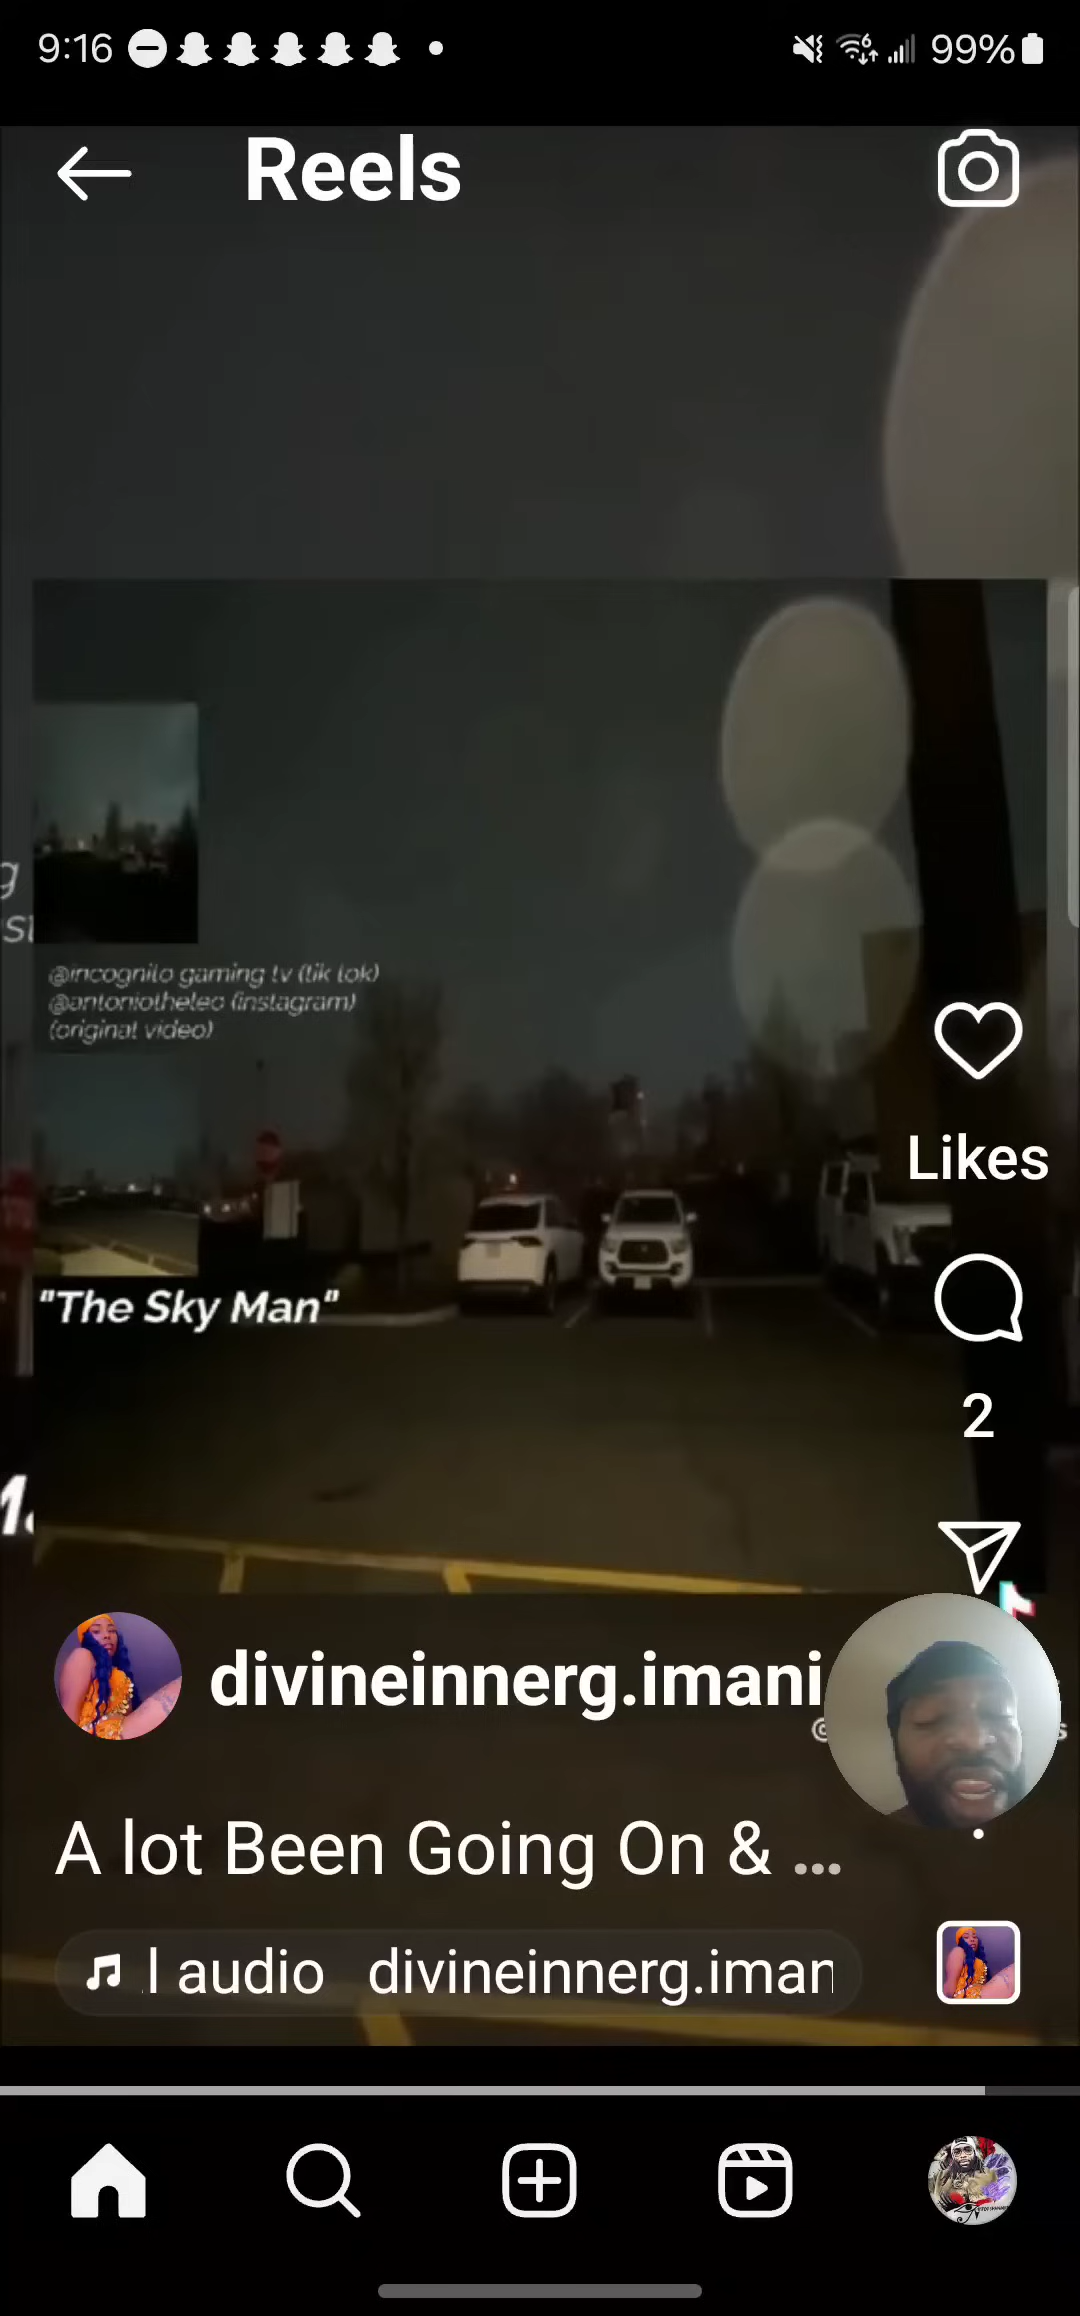 9:16
99%
Reels
@incognito gaming tv (tik tok)
@antoniotheleo (instagram)
(original video)
"The Sky Man"
Likes
2
divineinnerg.imani
A lot Been Going On & ...
l audio divineinnerg.iman